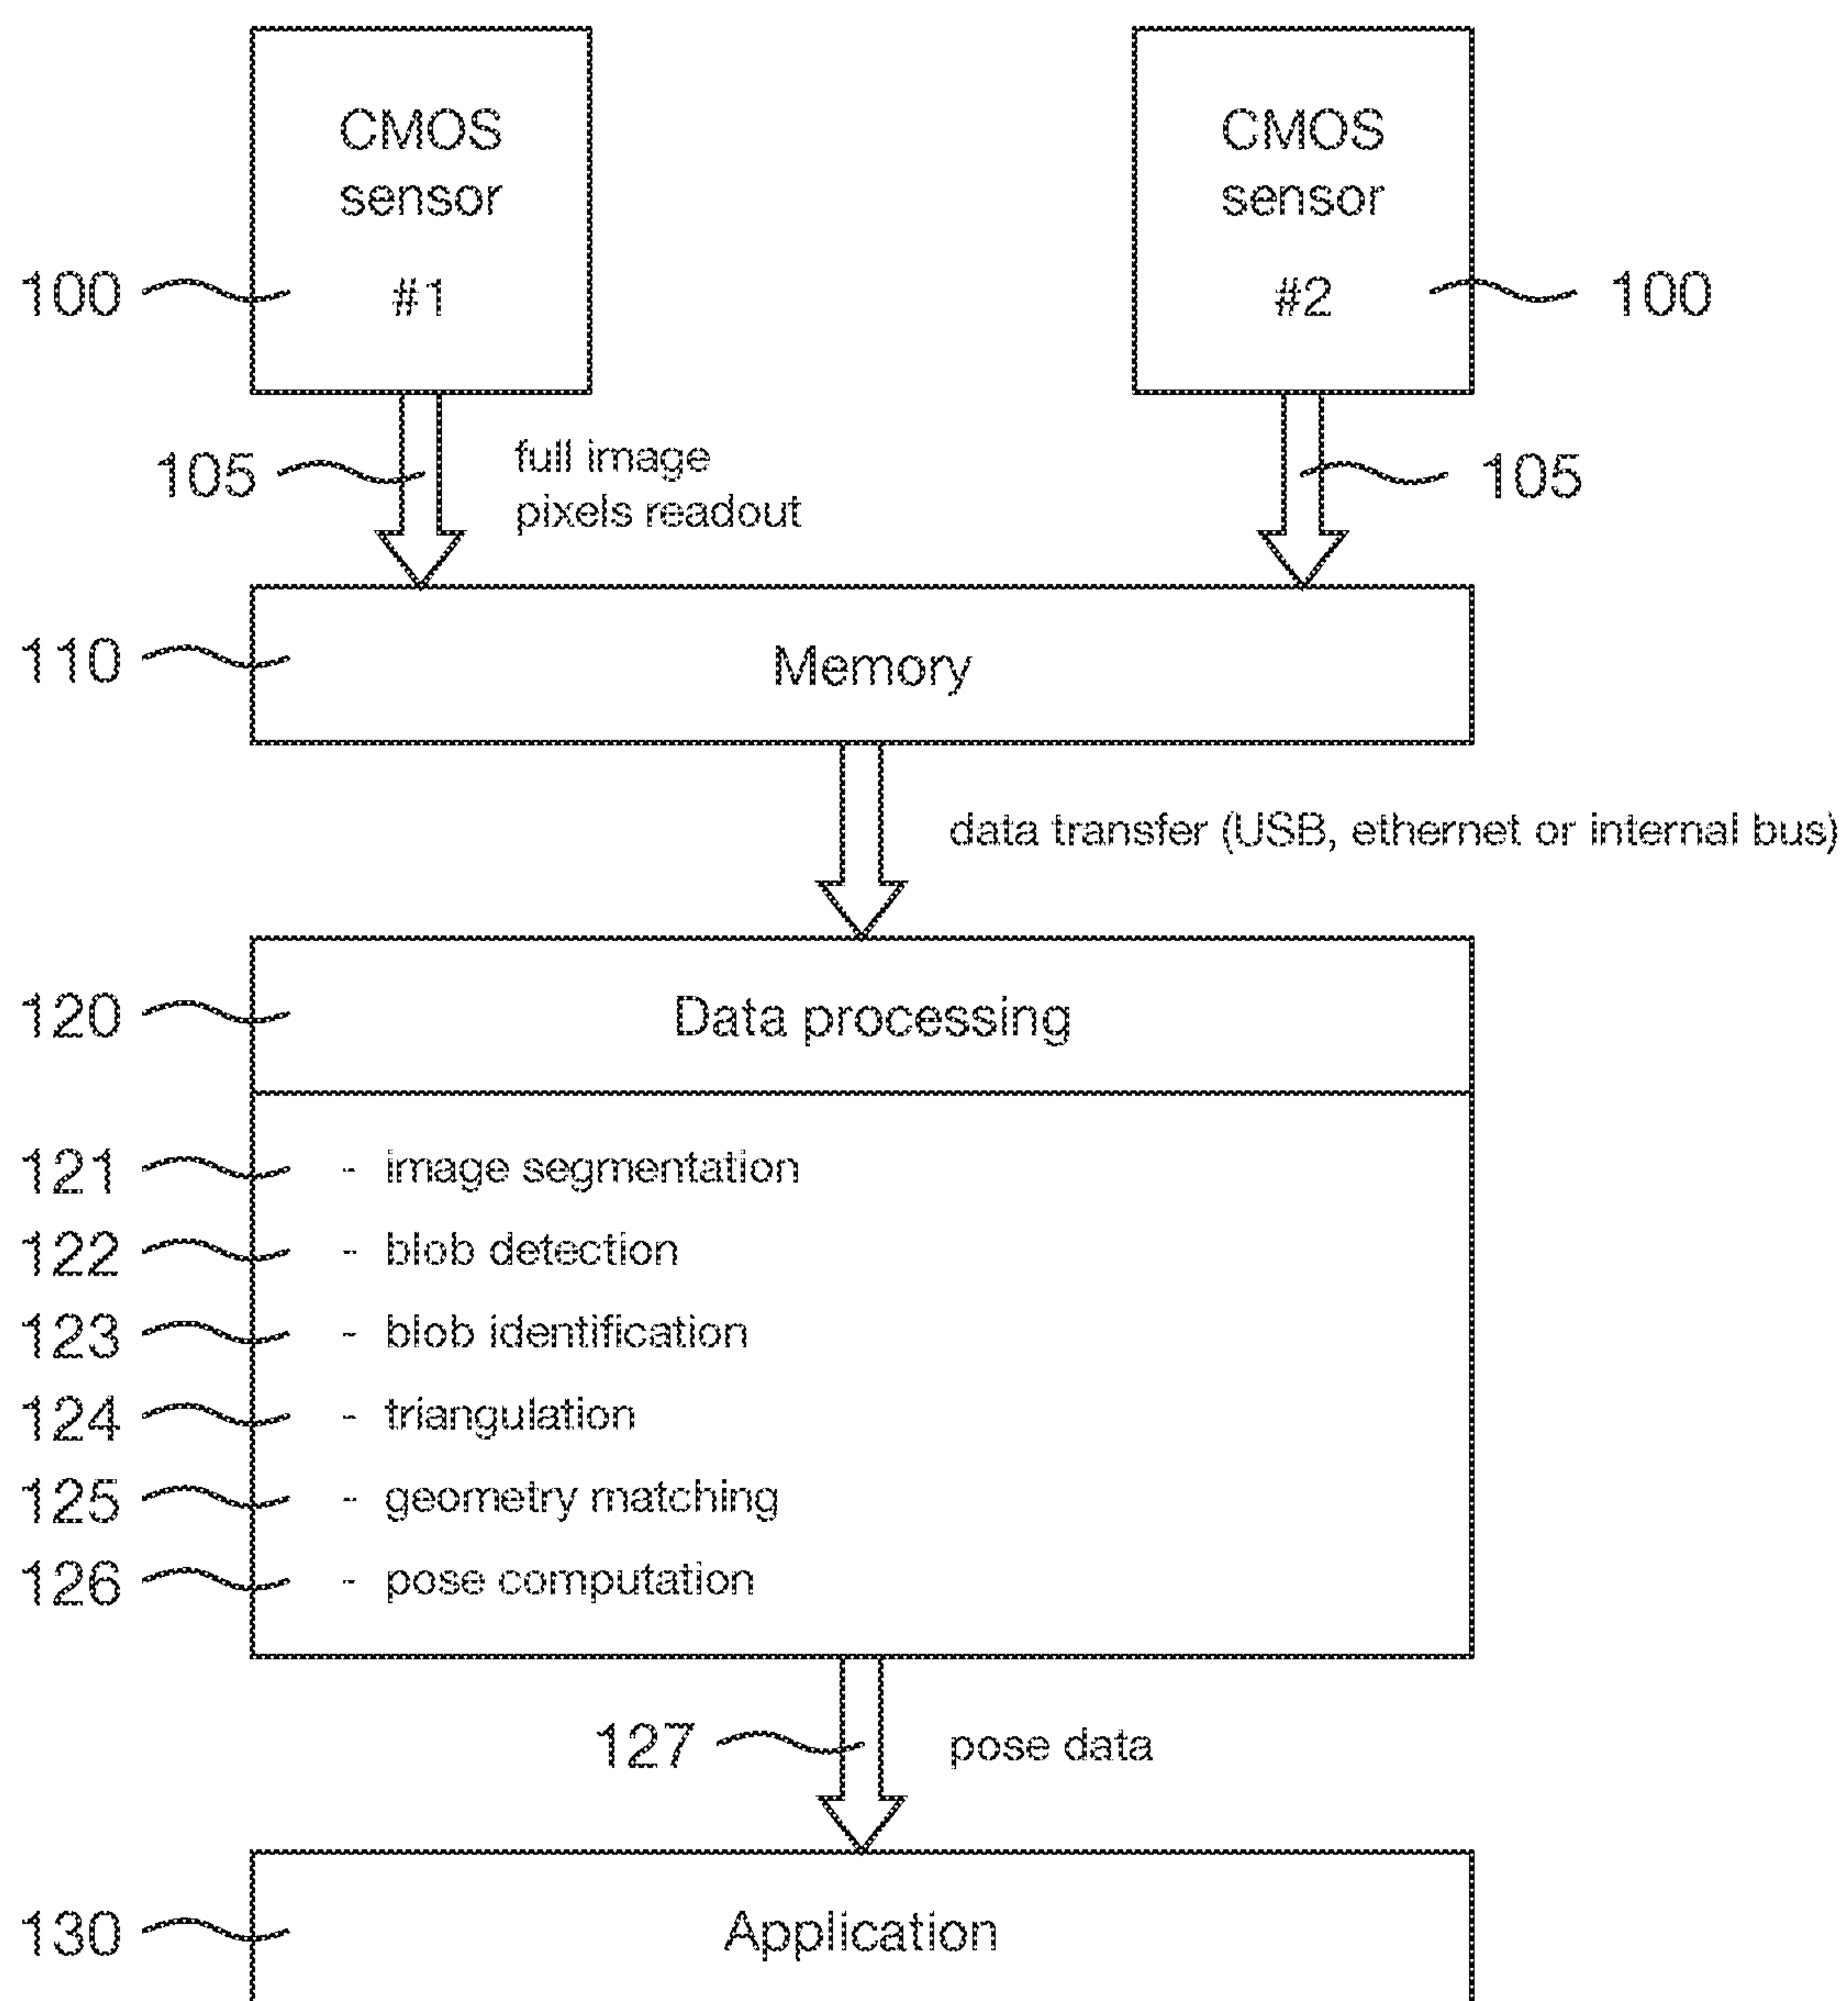 CMOS
sensor
100 #1
CMOS
sensor
#2 100
105 full image
pixels readout
105
110 Memory
data transfer (USB, ethernet or internal bus)
120 Data processing
121 - image segmentation
122 - blob detection
123 - blob identification
124 - triangulation
125 - geometry matching
126 - pose computation
127 pose data
130 Application